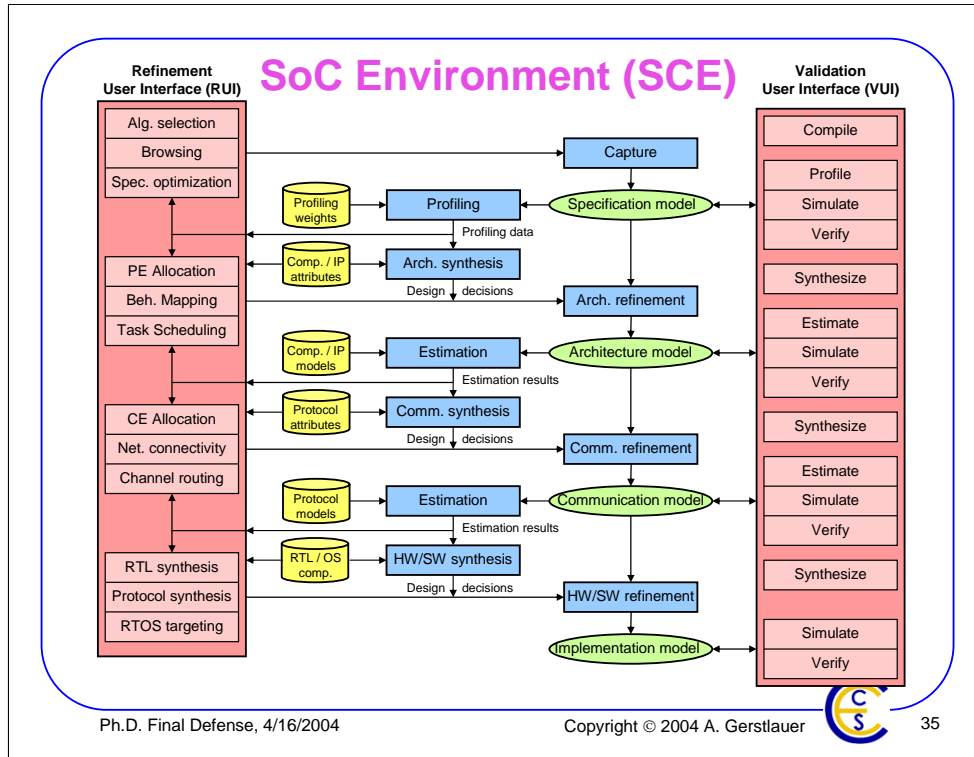 SoC Environment (SCE)
Refinement
User Interface (RUI)
Validation
User Interface (VUI)
Alg. selection
Browsing
Spec. optimization
PE Allocation
Beh. Mapping
Task Scheduling
CE Allocation
Net. connectivity
Channel routing
RTL synthesis
Protocol synthesis
RTOS targeting
Capture
Profiling
weights
Profiling
Specification model
Profiling data
Comp. / IP
attributes
Arch. synthesis
Design decisions
Arch. refinement
Comp. / IP
models
Estimation
Architecture model
Estimation results
Protocol
attributes
Comm. synthesis
Design decisions
Comm. refinement
Protocol
models
Estimation
Communication model
Estimation results
RTL / OS
comp.
HW/SW synthesis
Design decisions
HW/SW refinement
Implementation model
Compile
Profile
Simulate
Verify
Synthesize
Estimate
Simulate
Verify
Synthesize
Estimate
Simulate
Verify
Synthesize
Simulate
Verify
Ph.D. Final Defense, 4/16/2004
Copyright © 2004 A. Gerstlauer
C E C S
35